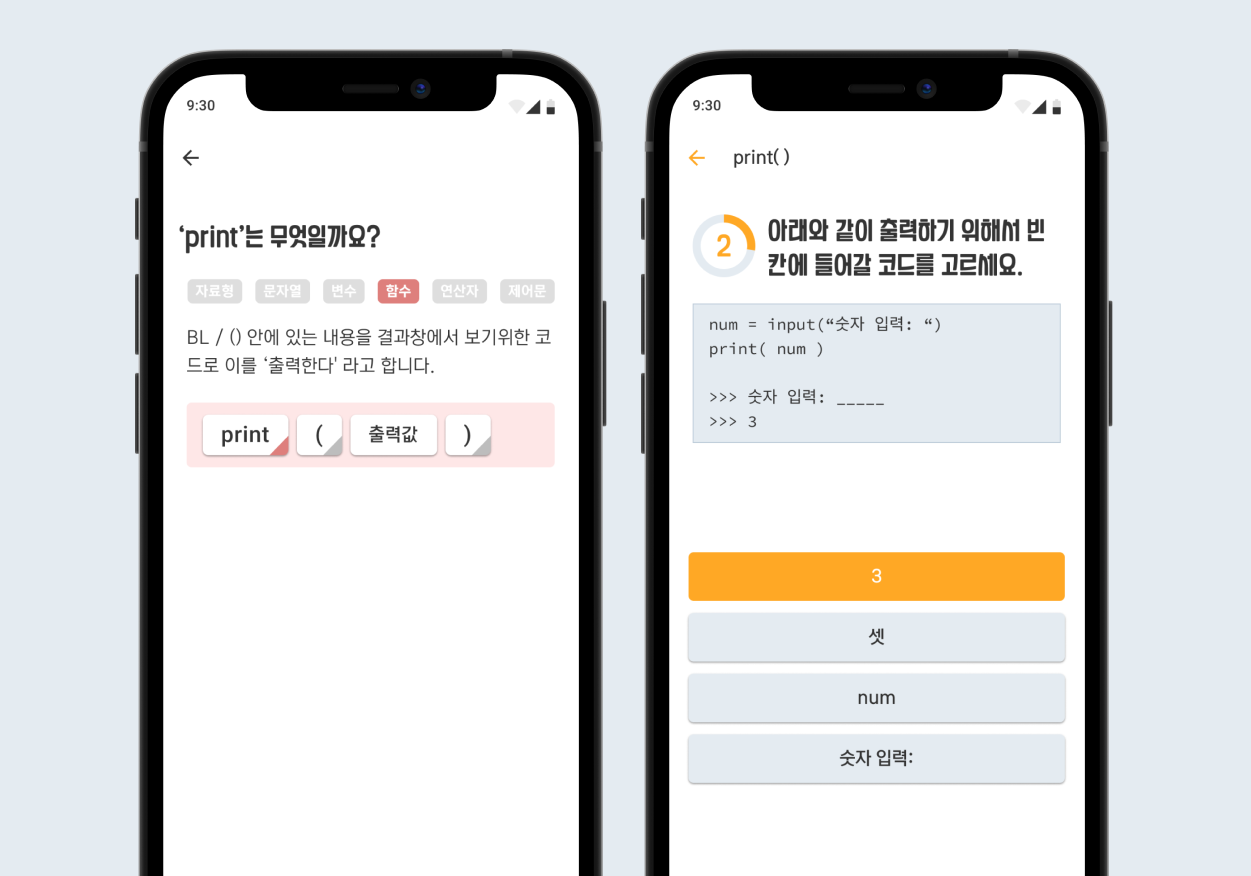 9:30
‘print’는 무엇일까요?
자료형 문자열 변수 함수 연산자 제어문
BL / () 안에 있는 내용을 결과창에서 보기위한 코
드로 이를 ‘출력한다' 라고 합니다.
print ( 출력값 )
9:30
print( )
2
아래와 같이 출력하기 위해서 빈
칸에 들어갈 코드를 고르세요.
num = input(“숫자 입력: “)
print( num )
>>> 숫자 입력: _____
>>> 3
3
셋
num
숫자 입력: